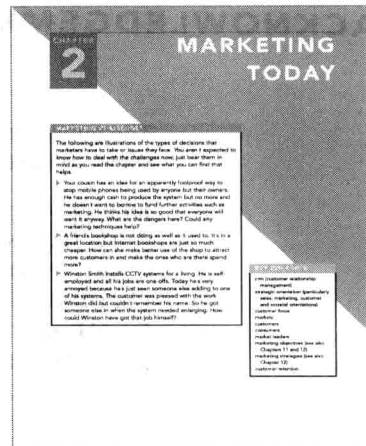 CHAPTER
2
MARKETING
TODAY
MARKETING CHALLENGES
The following are illustrations of the types of decisions that
marketers have to take or issues they face. You aren't expected to
know how to deal with the challenges now; just bear them in
mind as you read the chapter and see what you can find that
helps.
Your cousin has an idea for an apparently foolproof way to
stop mobile phones being used by anyone but their owners.
He has enough cash to produce the system but no more and
he doesn't want to borrow to fund further activities such as
marketing. He thinks his idea is so good that everyone will
want it anyway. What are the dangers here? Could any
marketing techniques help?
A friend's bookshop is not doing as well as it used to. It's in a
great location but Internet bookshops are just so much
cheaper. How can she make better use of the shop to attract
more customers in and make the ones who are there spend
more?
Winston Smith installs CCTV systems for a living. He is self-
employed and all his jobs are one-offs. Today he's very
annoyed because he's just seen someone else adding to one
of his systems. The customer was pleased with the work
Winston did but couldn't remember his name. So he got
someone else in when the system needed enlarging. How
could Winston have got that job himself?
crm (customer relationship
management)
strategic orientation (particularly
sales, marketing, customer
and societal orientations)
customer focus
markets
customers
consumers
market leaders
marketing objectives (see also
Chapters 11 and 12)
marketing strategies (see also
Chapter 12)
customer retention